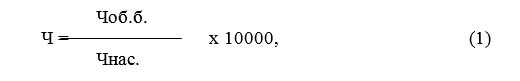 Чоб.б.
Ч = x 10000, (1)
Чнас.